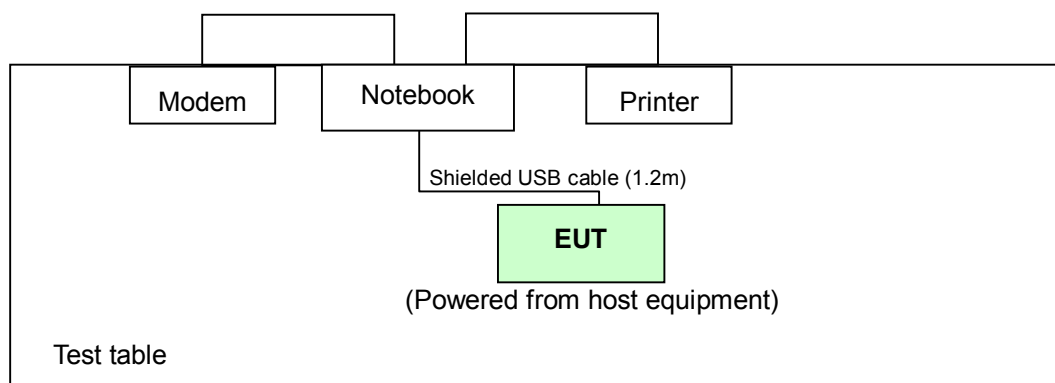 Modem
Notebook
Printer
Shielded USB cable (1.2m)
EUT
(Powered from host equipment)
Test table